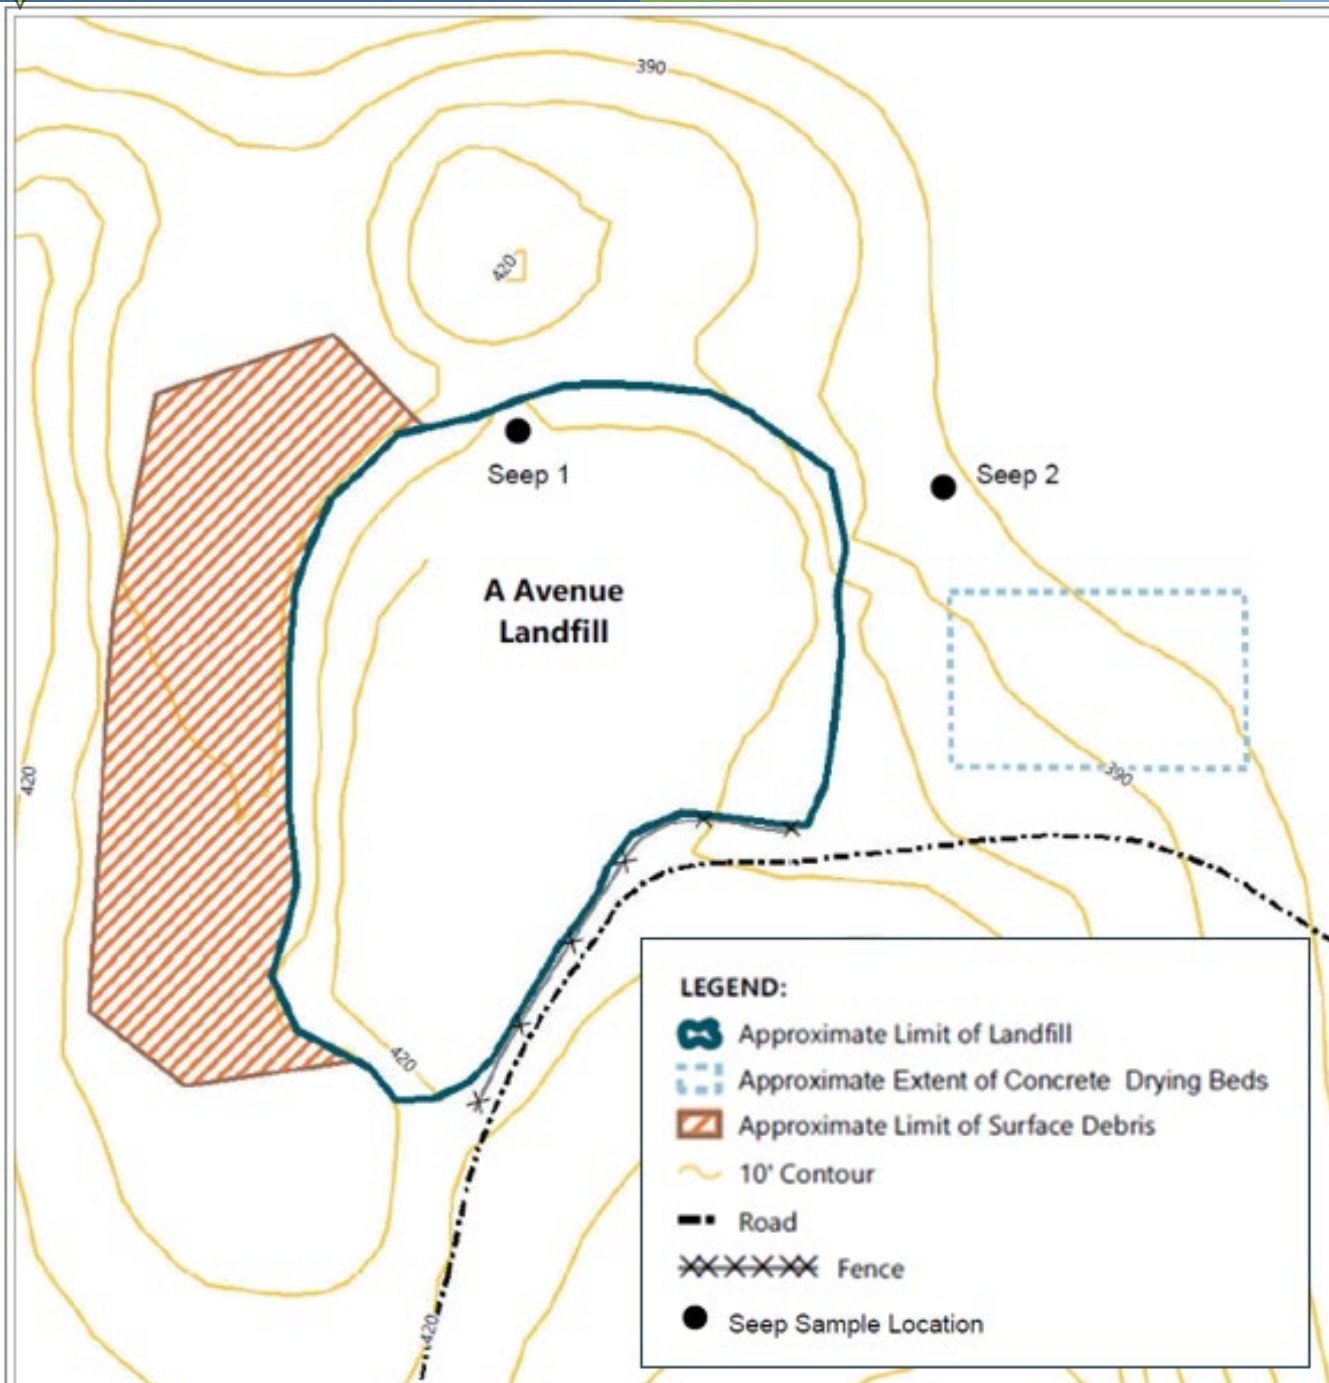 390
420
Seep 1
Seep 2
A Avenue
Landfill
420
390
420
420
LEGEND:
Approximate Limit of Landfill
Approximate Extent of Concrete Drying Beds
Approximate Limit of Surface Debris
10' Contour
Road
Fence
Seep Sample Location